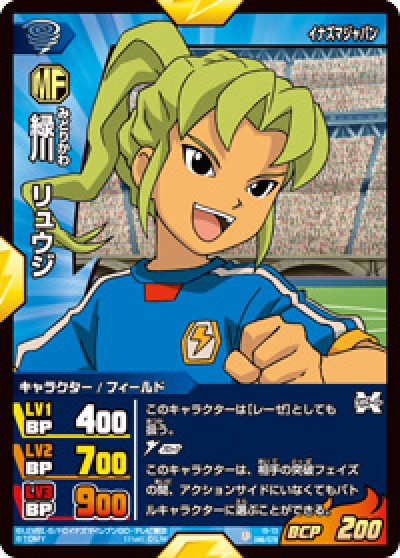 イナズマジャパン
MF
緑川 リュウジ
みどりかわ
キャラクター / フィールド
LV1 BP 400
LV2 BP 700
LV3 BP 900
このキャラクターは[レーゼ]としても
扱う。
このキャラクターは、相手の突破フェイズ
の間、アクションサイドにいなくてもバト
ルキャラクターに選ぶことができる。
©TOMY
BCP 200